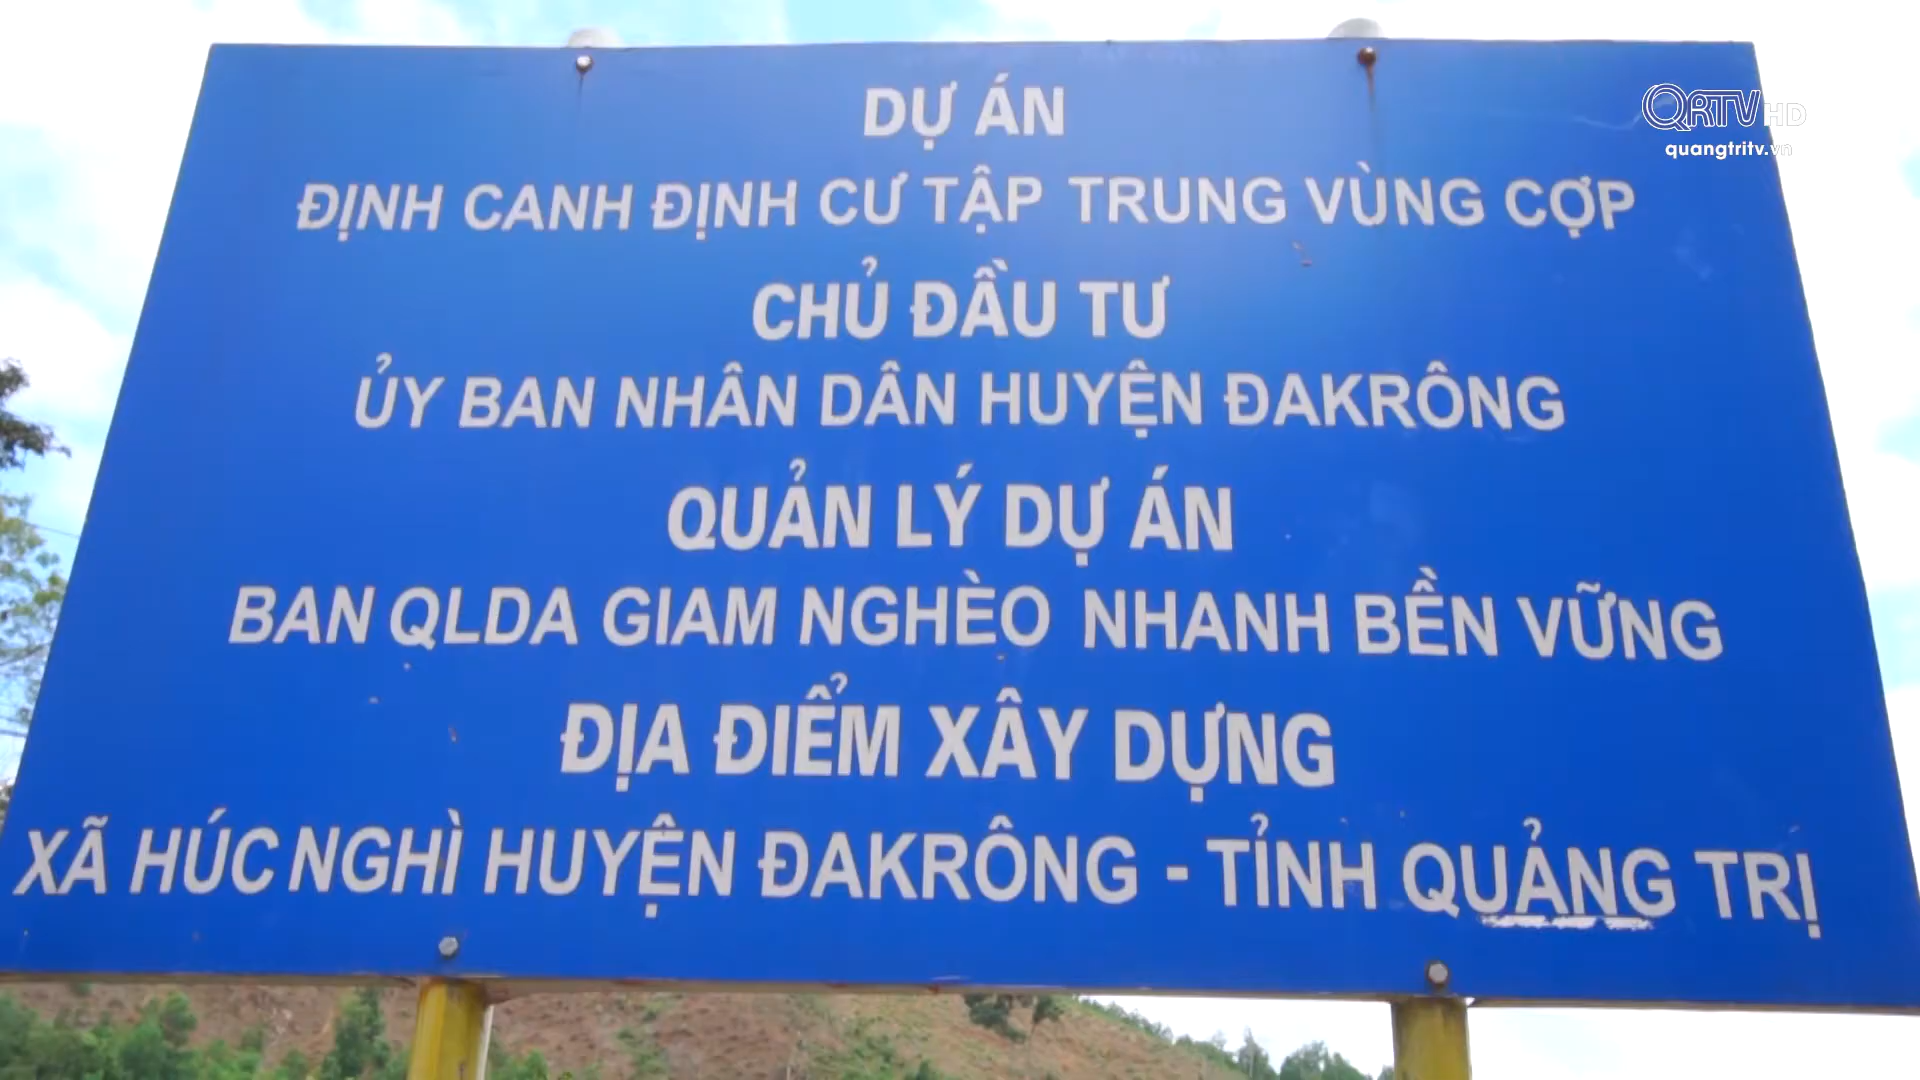 DỰ ÁN
ĐỊNH CANH ĐỊNH CƯ TẬP TRUNG VÙNG CỢP
CHỦ ĐẦU TƯ
ỦY BAN NHÂN DÂN HUYỆN ĐAKRÔNG
QUẢN LÝ DỰ ÁN
BAN QLDA GIAM NGHÈO NHANH BỀN VỮNG
ĐỊA ĐIỂM XÂY DỰNG
XÃ HÚC NGHÌ HUYỆN ĐAKRÔNG - TỈNH QUẢNG TRỊ
QRTV HD
quangtritv.vn